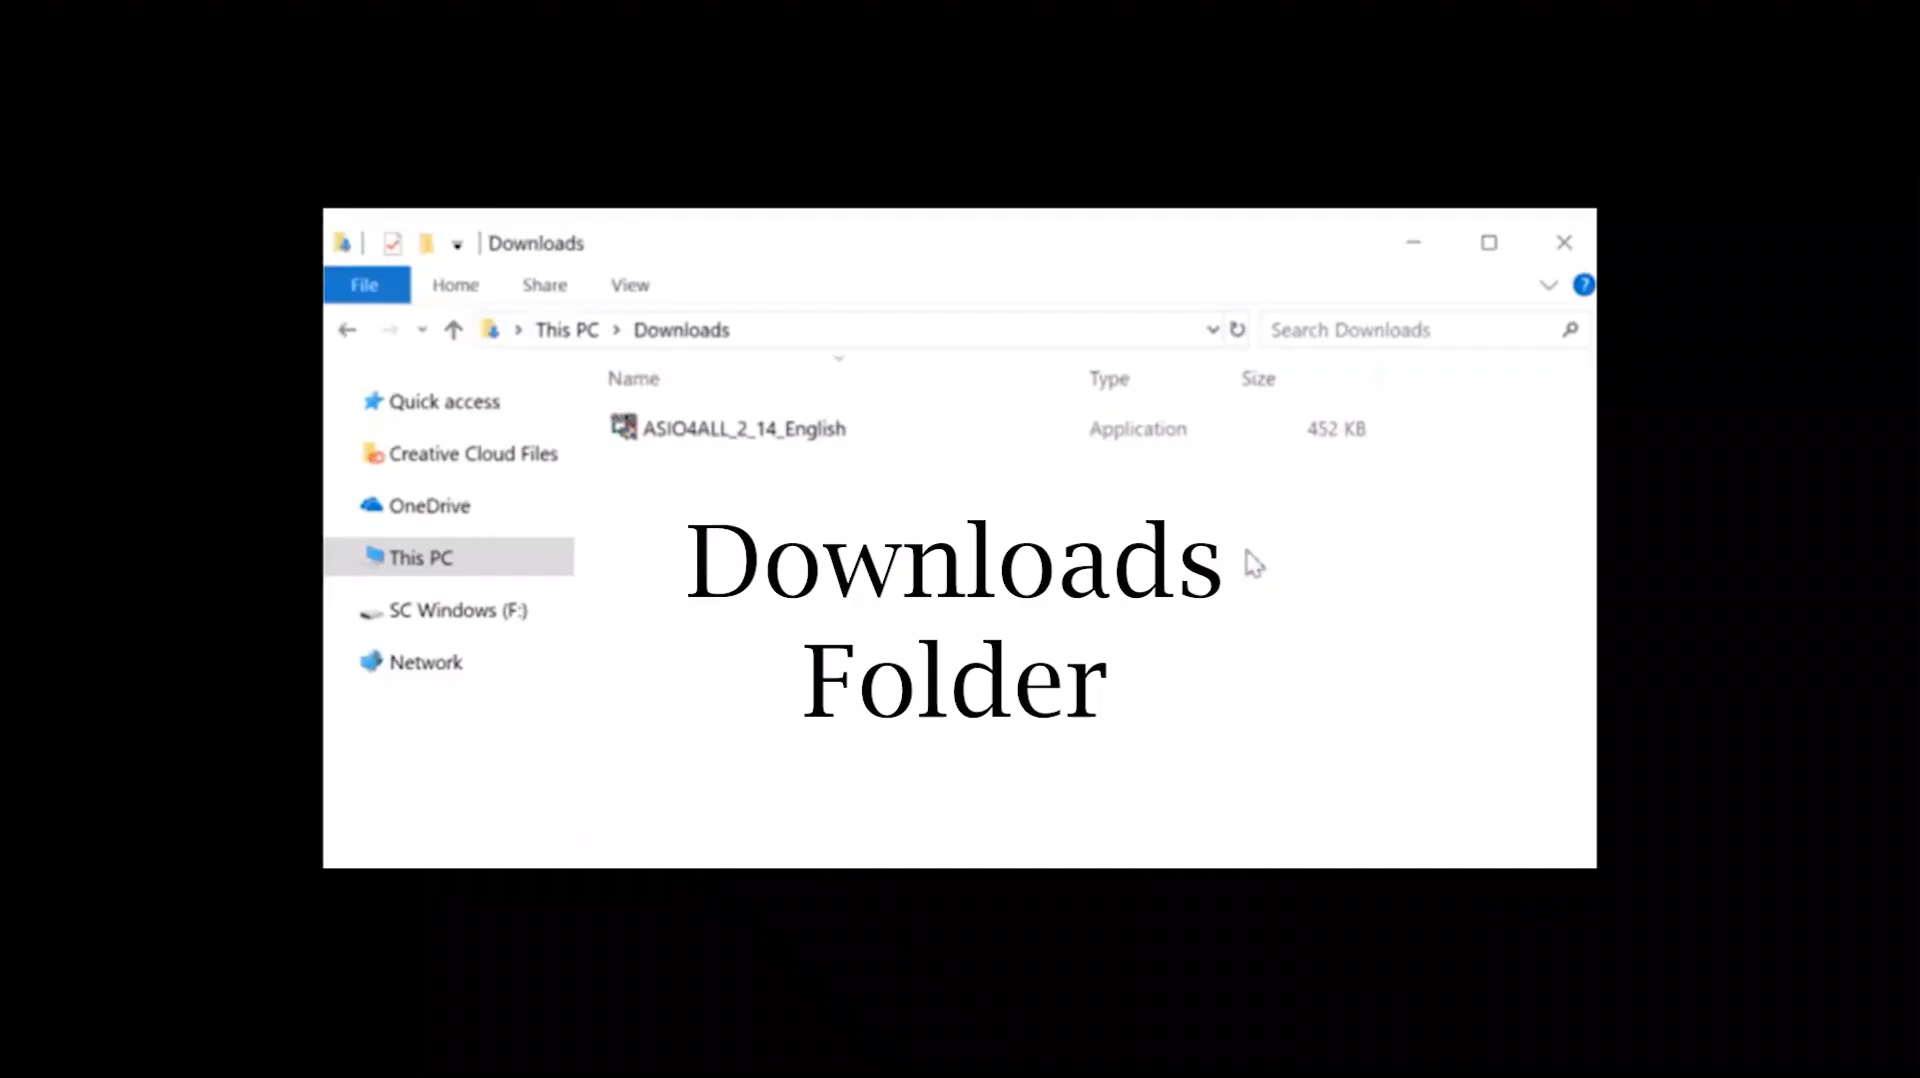 Downloads
File Home Share View ?
This PC > Downloads
Search Downloads
Name Type Size
Quick access
ASIO4ALL_2_14_English Application 452 KB
Creative Cloud Files
OneDrive
This PC
SC Windows (F:)
Network
Downloads
Folder